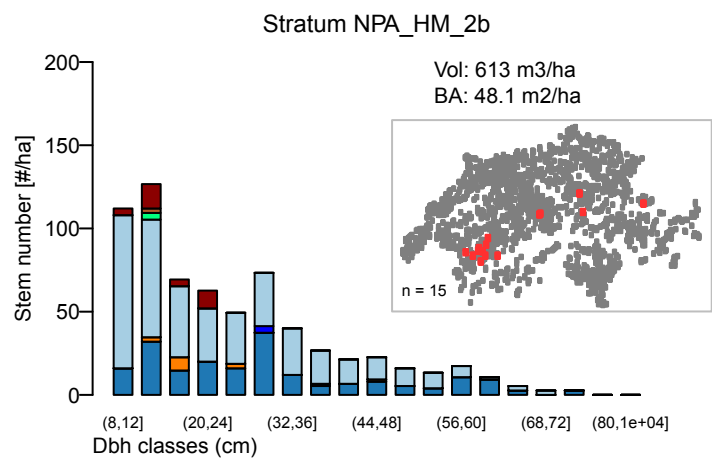 Stratum NPA_HM_2b
Vol: 613 m3/ha
BA: 48.1 m2/ha
n = 15
Stem number [#/ha]
200
150
100
50
0
(8,12] (20,24] (32,36] (44,48] (56,60] (68,72] (80,1e+04]
Dbh classes (cm)